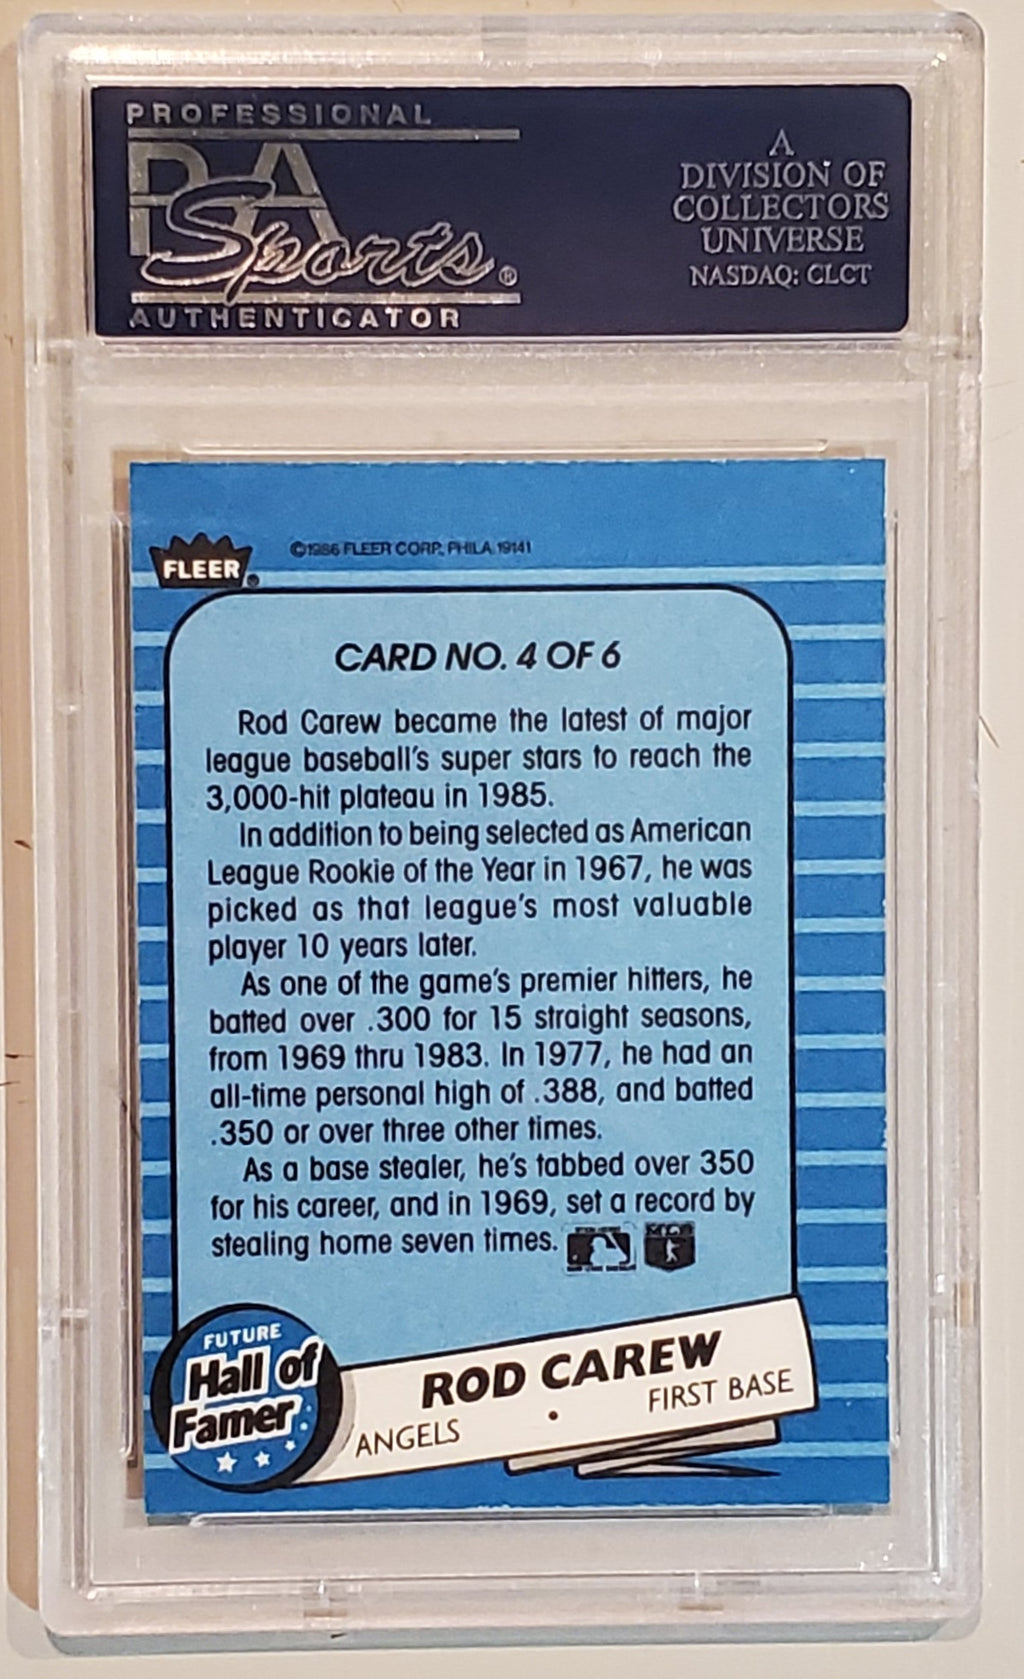 PROFESSIONAL
PSA
Sports®
AUTHENTICATOR
A
DIVISION OF
COLLECTORS
UNIVERSE
NASDAQ: CLCT
FLEER®
©1986 FLEER CORP. PHILA. 19141
CARD NO. 4 OF 6
Rod Carew became the latest of major
league baseball's super stars to reach the
3,000-hit plateau in 1985.
In addition to being selected as American
League Rookie of the Year in 1967, he was
picked as that league's most valuable
player 10 years later.
As one of the game's premier hitters, he
batted over .300 for 15 straight seasons,
from 1969 thru 1983. In 1977, he had an
all-time personal high of .388, and batted
.350 or over three other times.
As a base stealer, he's tabbed over 350
for his career, and in 1969, set a record by
stealing home seven times.
FUTURE
Hall of
Famer
ROD CAREW
ANGELS • FIRST BASE